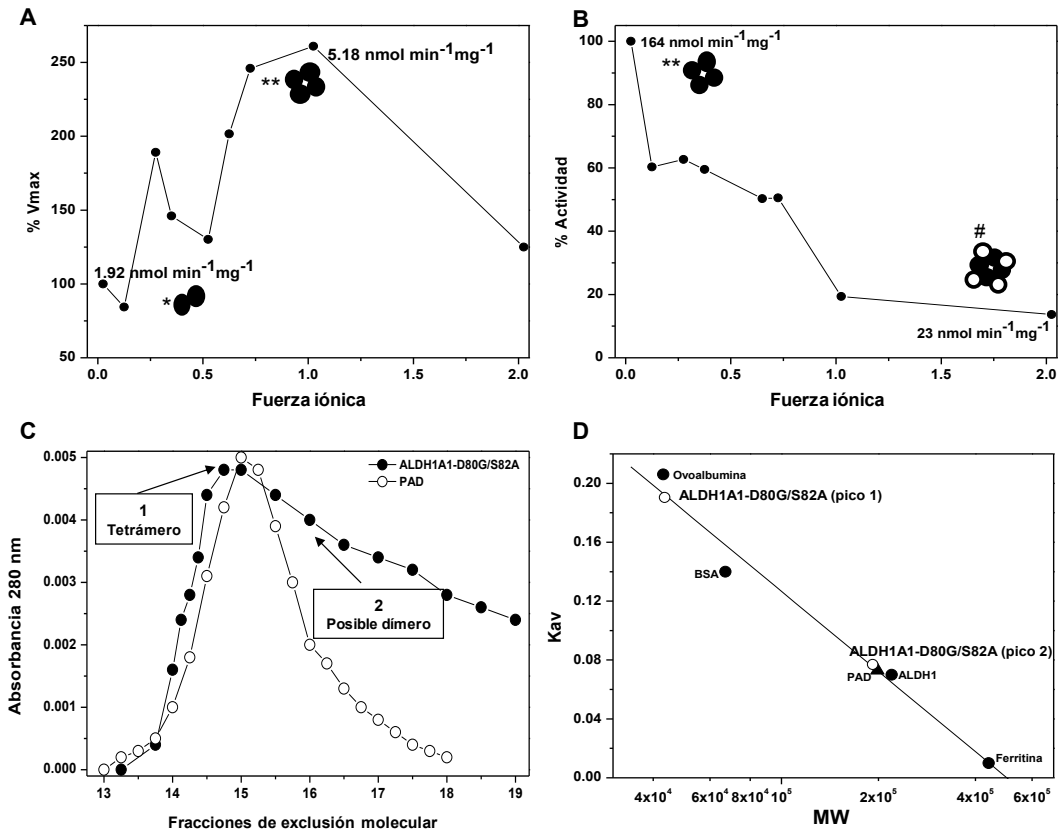 A
% Vmax
250
200
150
100
50
5.18 nmol min⁻¹mg⁻¹
**
1.92 nmol min⁻¹mg⁻¹
*
0.0 0.5 1.0 1.5 2.0
Fuerza iónica
B
% Actividad
100
80
60
40
20
0
164 nmol min⁻¹mg⁻¹
**
#
23 nmol min⁻¹mg⁻¹
0.0 0.5 1.0 1.5 2.0
Fuerza iónica
C
Absorbancia 280 nm
0.005
0.004
0.003
0.002
0.001
0.000
ALDH1A1-D80G/S82A
PAD
1
Tetrámero
2
Posible dímero
13 14 15 16 17 18 19
Fracciones de exclusión molecular
D
Kav
0.20
0.16
0.12
0.08
0.04
0.00
Ovoalbumina
ALDH1A1-D80G/S82A (pico 1)
BSA
ALDH1A1-D80G/S82A (pico 2)
PAD
ALDH1
Ferritina
4x10⁴ 6x10⁴ 8x10⁴ 10⁵ 2x10⁵ 4x10⁵ 6x10⁵
MW